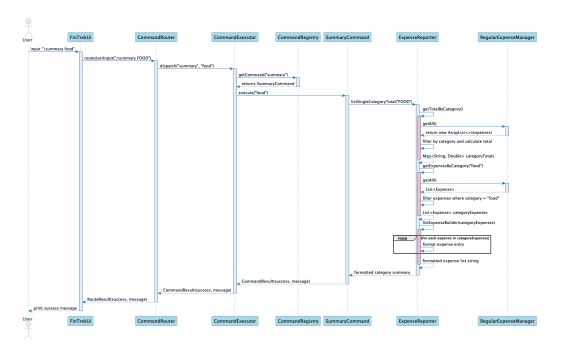 User
FinTrekUI
CommandRouter
CommandExecutor
CommandRegistry
SummaryCommand
ExpenseReporter
RegularExpenseManager
input "/summary food"
route(userInput"/summary FOOD")
dispatch("summary", "food")
getCommand("summary")
returns SummaryCommand
execute("food")
listSingleCategoryTotal("FOOD")
getTotalByCategory()
getAll()
return new ArrayList<>(expenses)
filter by category and calculate total
Map<String, Double> categoryTotals
getExpensesByCategory("food")
getAll()
List<Expense>
filter expenses where category = "food"
List<Expense> categoryExpenses
listExpenseBuilder(categoryExpenses)
loop
[for each expense in categoryExpenses]
format expense entry
formatted expense list string
formatted category summary
CommandResult(success, message)
CommandResult(success, message)
RouteResult(success, message)
print success message
User
FinTrekUI
CommandRouter
CommandExecutor
CommandRegistry
SummaryCommand
ExpenseReporter
RegularExpenseManager